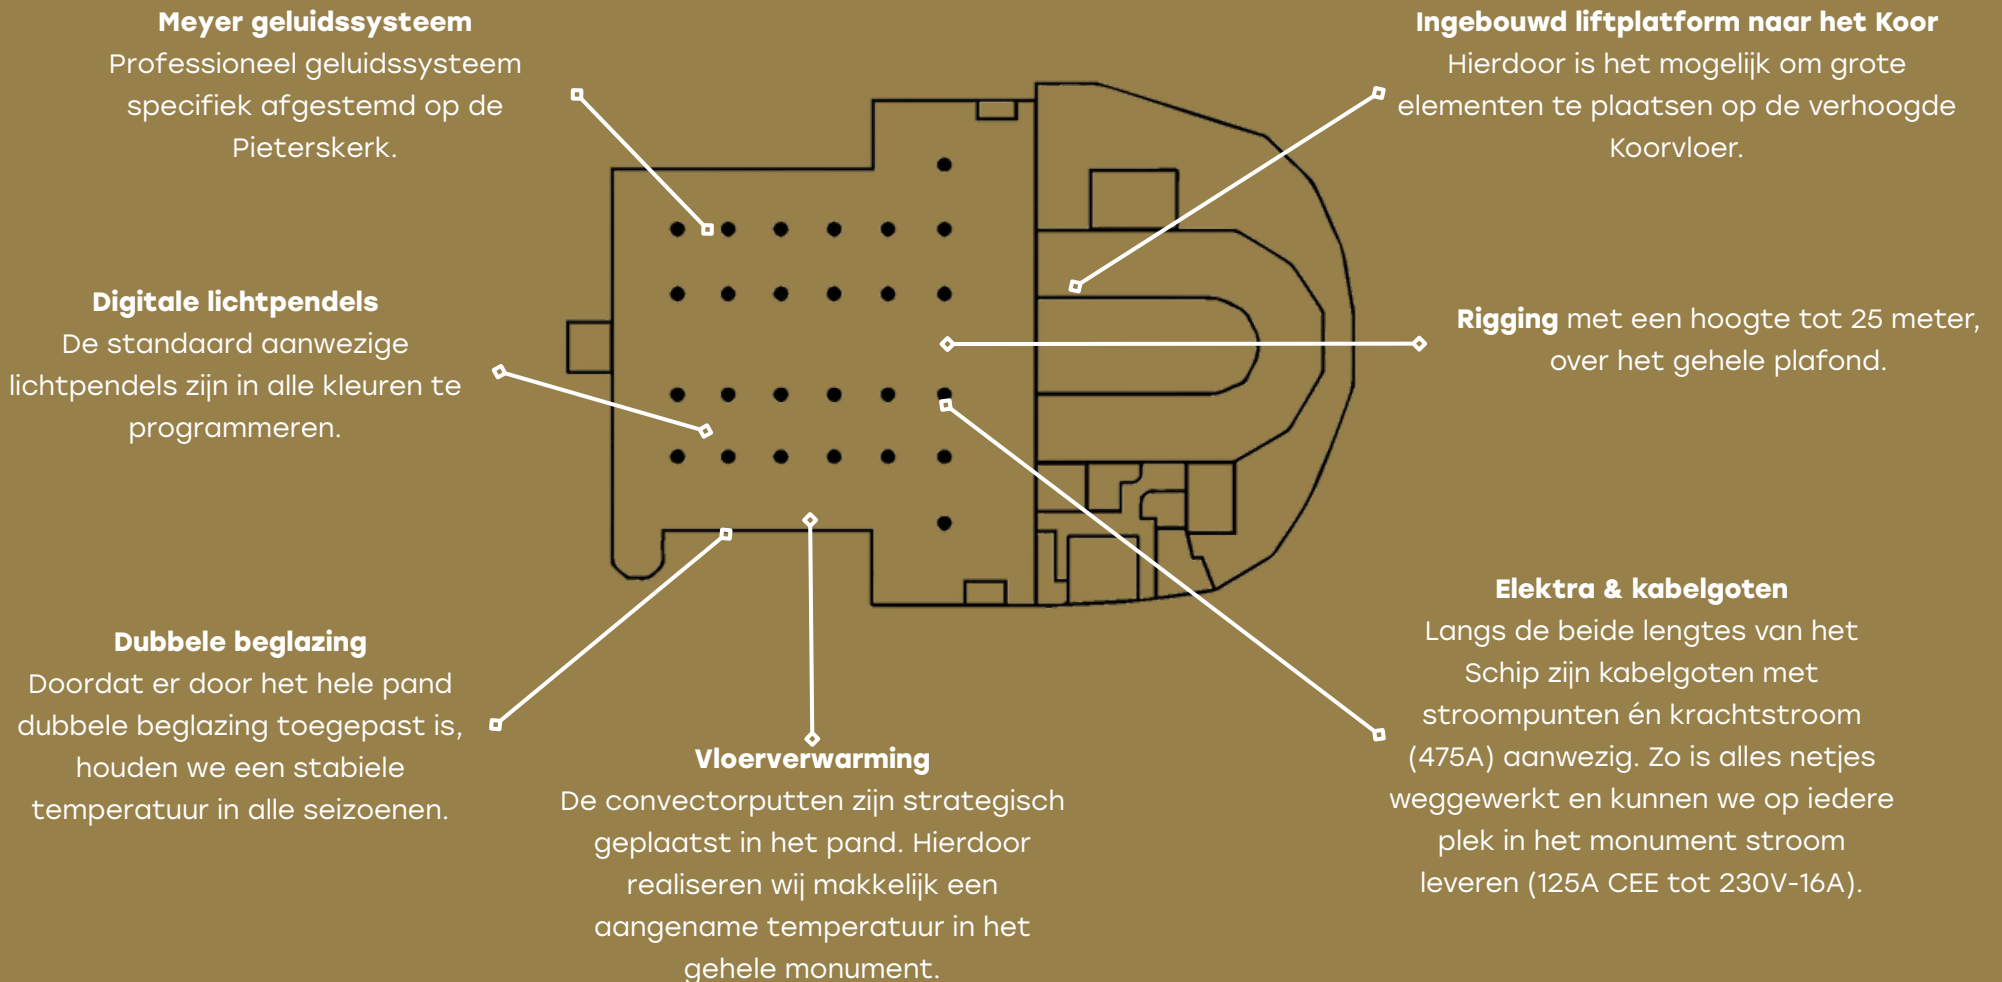 Meyer geluidssysteem
Professioneel geluidssysteem
specifiek afgestemd op de
Pieterskerk.
Ingebouwd liftplatform naar het Koor
Hierdoor is het mogelijk om grote
elementen te plaatsen op de verhoogde
Koorvloer.
Digitale lichtpendels
De standaard aanwezige
lichtpendels zijn in alle kleuren te
programmeren.
Rigging met een hoogte tot 25 meter,
over het gehele plafond.
Dubbele beglazing
Doordat er door het hele pand
dubbele beglazing toegepast is,
houden we een stabiele
temperatuur in alle seizoenen.
Vloerverwarming
De convectorputten zijn strategisch
geplaatst in het pand. Hierdoor
realiseren wij makkelijk een
aangename temperatuur in het
gehele monument.
Elektra & kabelgoten
Langs de beide lengtes van het
Schip zijn kabelgoten met
stroompunten én krachtstroom
(475A) aanwezig. Zo is alles netjes
weggewerkt en kunnen we op iedere
plek in het monument stroom
leveren (125A CEE tot 230V-16A).